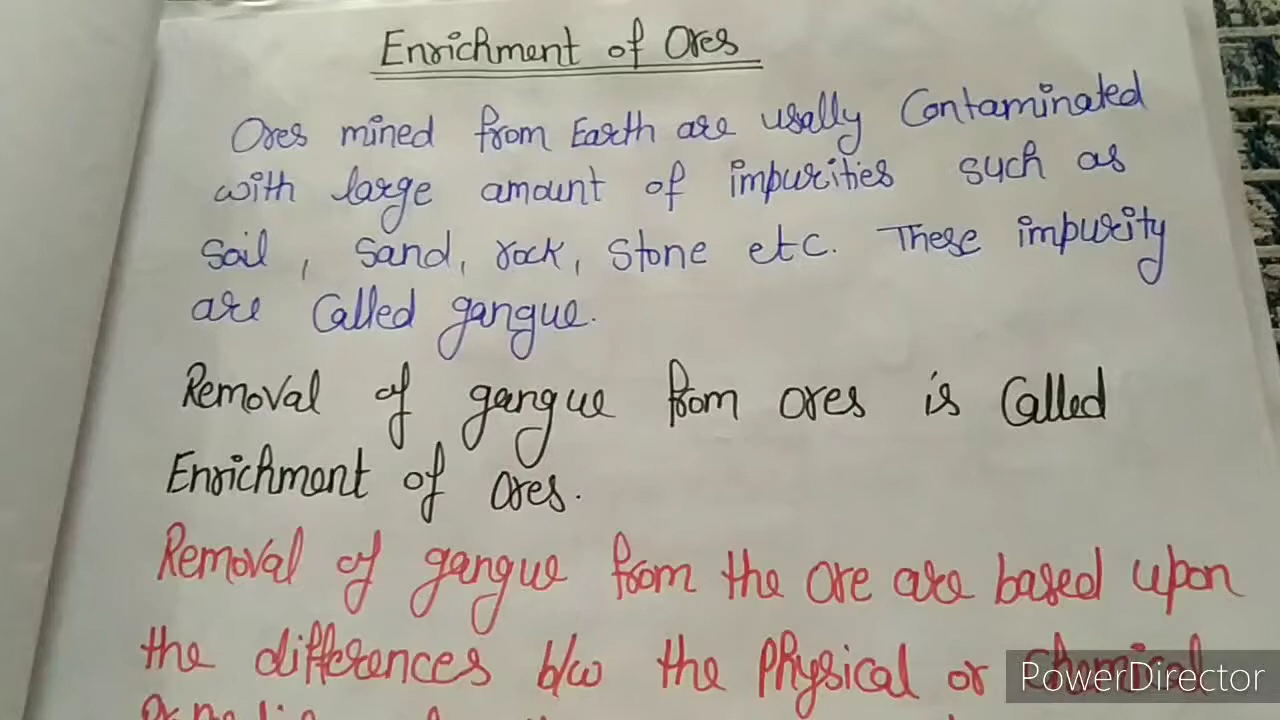 Enrichment of Ores
Ores mined from Earth are usally Contaminated
with large amount of impurities such as
Soil, Sand, rock, Stone etc. These impurity
are Called gangue.
Removal of gangue from ores is Called
Enrichment of Ores.
Removal of gangue from the Ore are based upon
the differences b/w the Physical or Chemical
PowerDirector